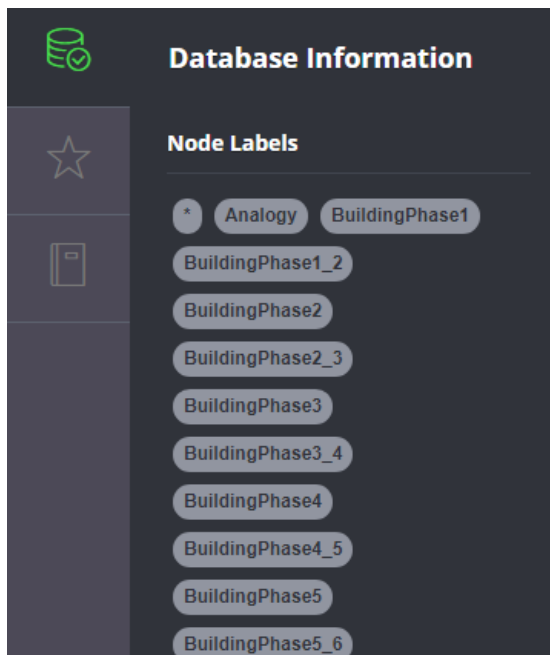 Database Information
Node Labels
* Analogy BuildingPhase1
BuildingPhase1_2
BuildingPhase2
BuildingPhase2_3
BuildingPhase3
BuildingPhase3_4
BuildingPhase4
BuildingPhase4_5
BuildingPhase5
BuildingPhase5_6